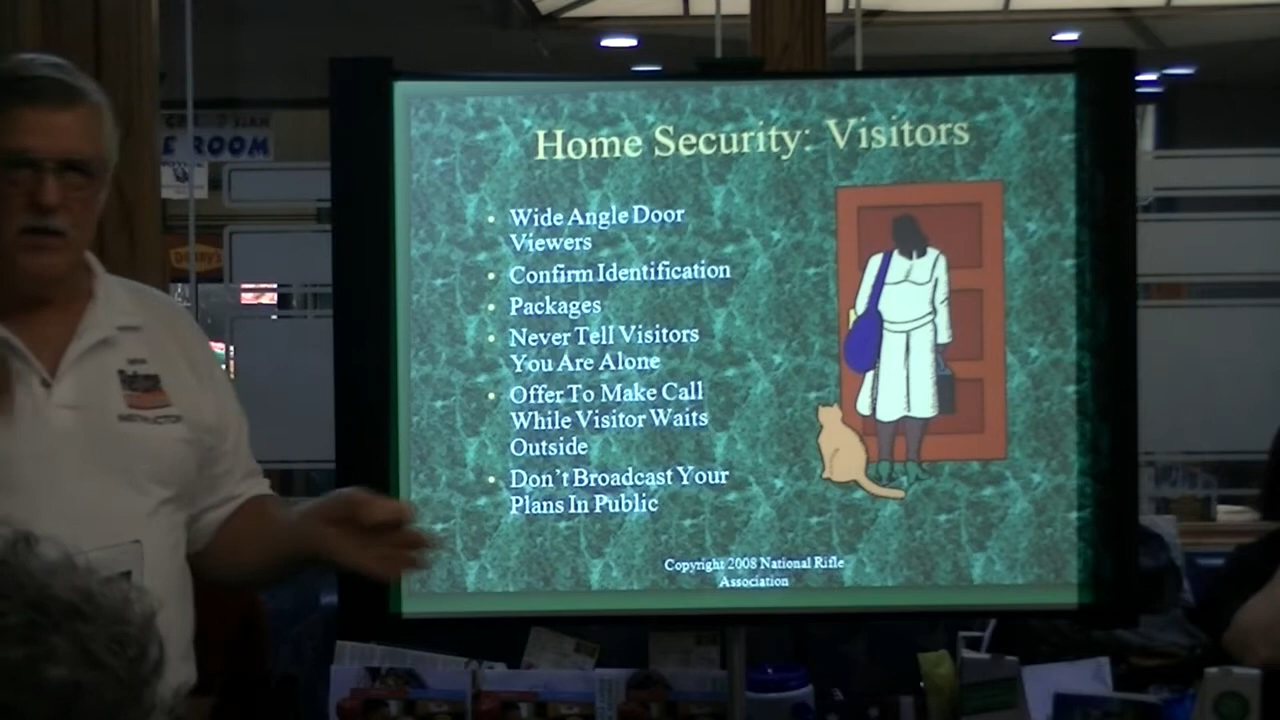 ROOM
Denny's
Home Security: Visitors
• Wide Angle Door
Viewers
• Confirm Identification
• Packages
• Never Tell Visitors
You Are Alone
• Offer To Make Call
While Visitor Waits
Outside
• Don't Broadcast Your
Plans In Public
Copyright 2008 National Rifle
Association